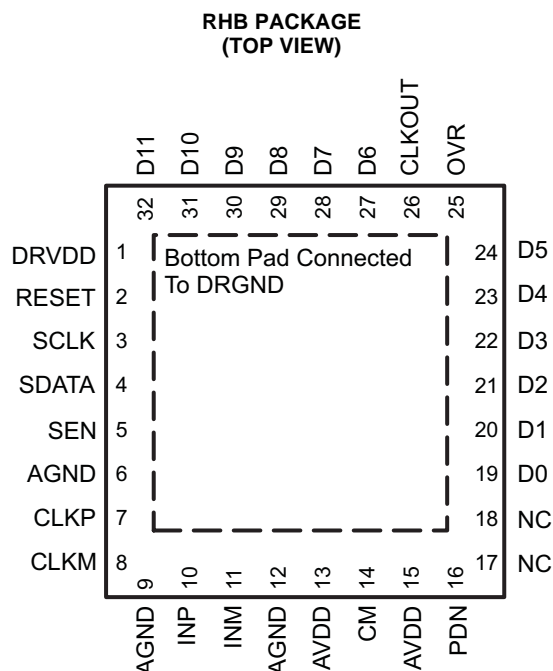 RHB PACKAGE
(TOP VIEW)
D11
D10
D9
D8
D7
D6
CLKOUT
OVR
32
31
30
29
28
27
26
25
DRVDD 1
RESET 2
SCLK 3
SDATA 4
SEN 5
AGND 6
CLKP 7
CLKM 8
Bottom Pad Connected
To DRGND
24 D5
23 D4
22 D3
21 D2
20 D1
19 D0
18 NC
17 NC
9
10
11
12
13
14
15
16
AGND
INP
INM
AGND
AVDD
CM
AVDD
PDN